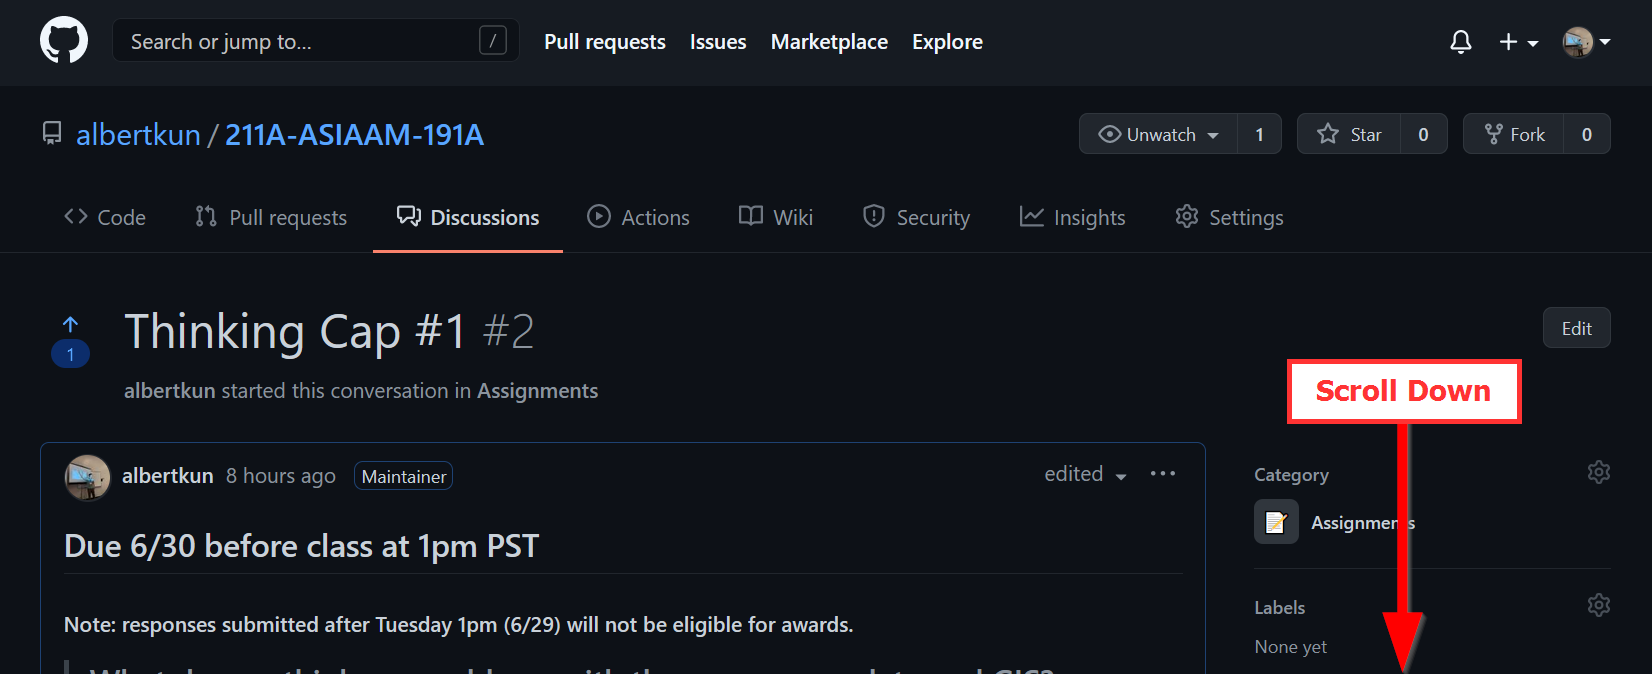 Search or jump to... /
Pull requests Issues Marketplace Explore
albertkun / 211A-ASIAAM-191A
Unwatch 1 Star 0 Fork 0
Code Pull requests Discussions Actions Wiki Security Insights Settings
Thinking Cap #1 #2
1
Edit
albertkun started this conversation in Assignments
Scroll Down
albertkun 8 hours ago Maintainer edited
Category
Assignments
Due 6/30 before class at 1pm PST
Labels
Note: responses submitted after Tuesday 1pm (6/29) will not be eligible for awards.
None yet